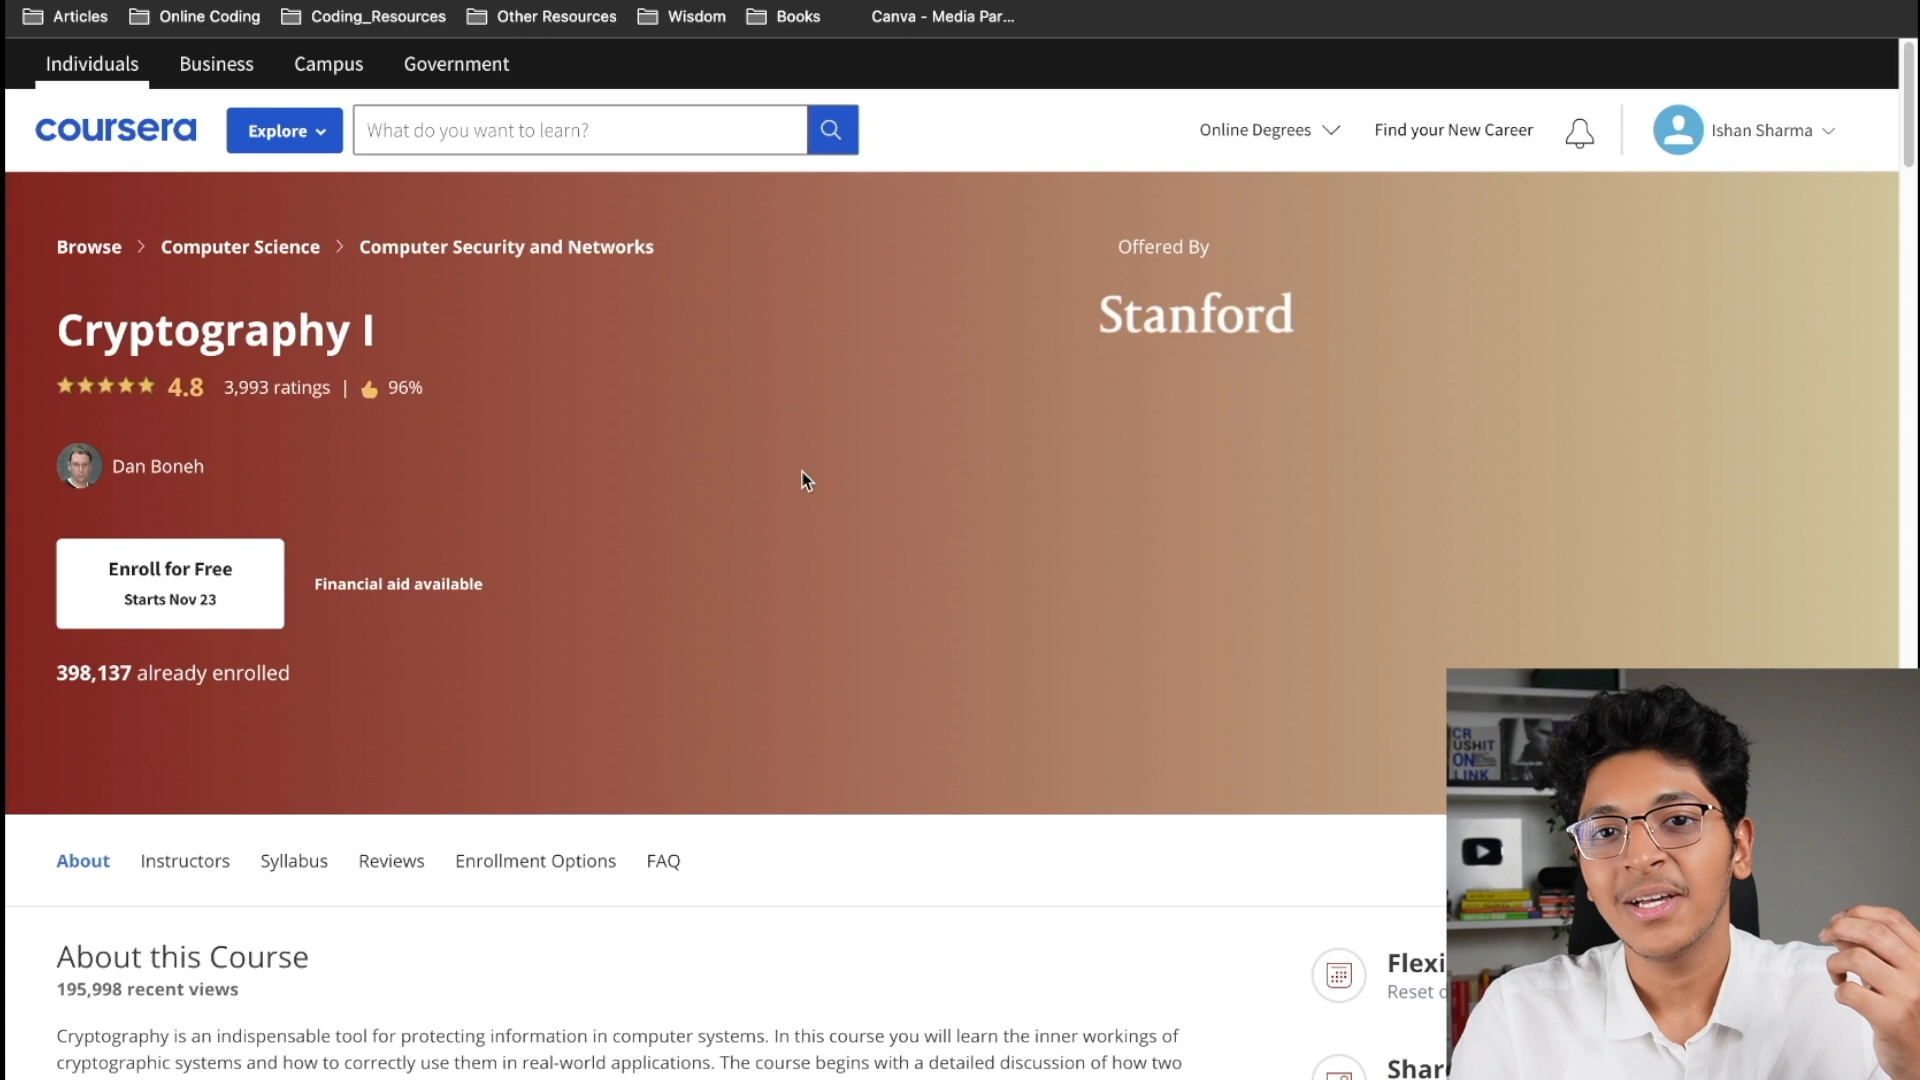 Articles Online Coding Coding_Resources Other Resources Wisdom Books Canva - Media Par...
Individuals Business Campus Government
coursera Explore What do you want to learn? Online Degrees Find your New Career Ishan Sharma
Browse Computer Science Computer Security and Networks
Offered By
Stanford
Cryptography I
4.8 3,993 ratings | 96%
Dan Boneh
Enroll for Free
Starts Nov 23
Financial aid available
398,137 already enrolled
About Instructors Syllabus Reviews Enrollment Options FAQ
About this Course
195,998 recent views
Cryptography is an indispensable tool for protecting information in computer systems. In this course you will learn the inner workings of
cryptographic systems and how to correctly use them in real-world applications. The course begins with a detailed discussion of how two
Flexi
Reset
Shar
CR
USHIT
ON
LINK